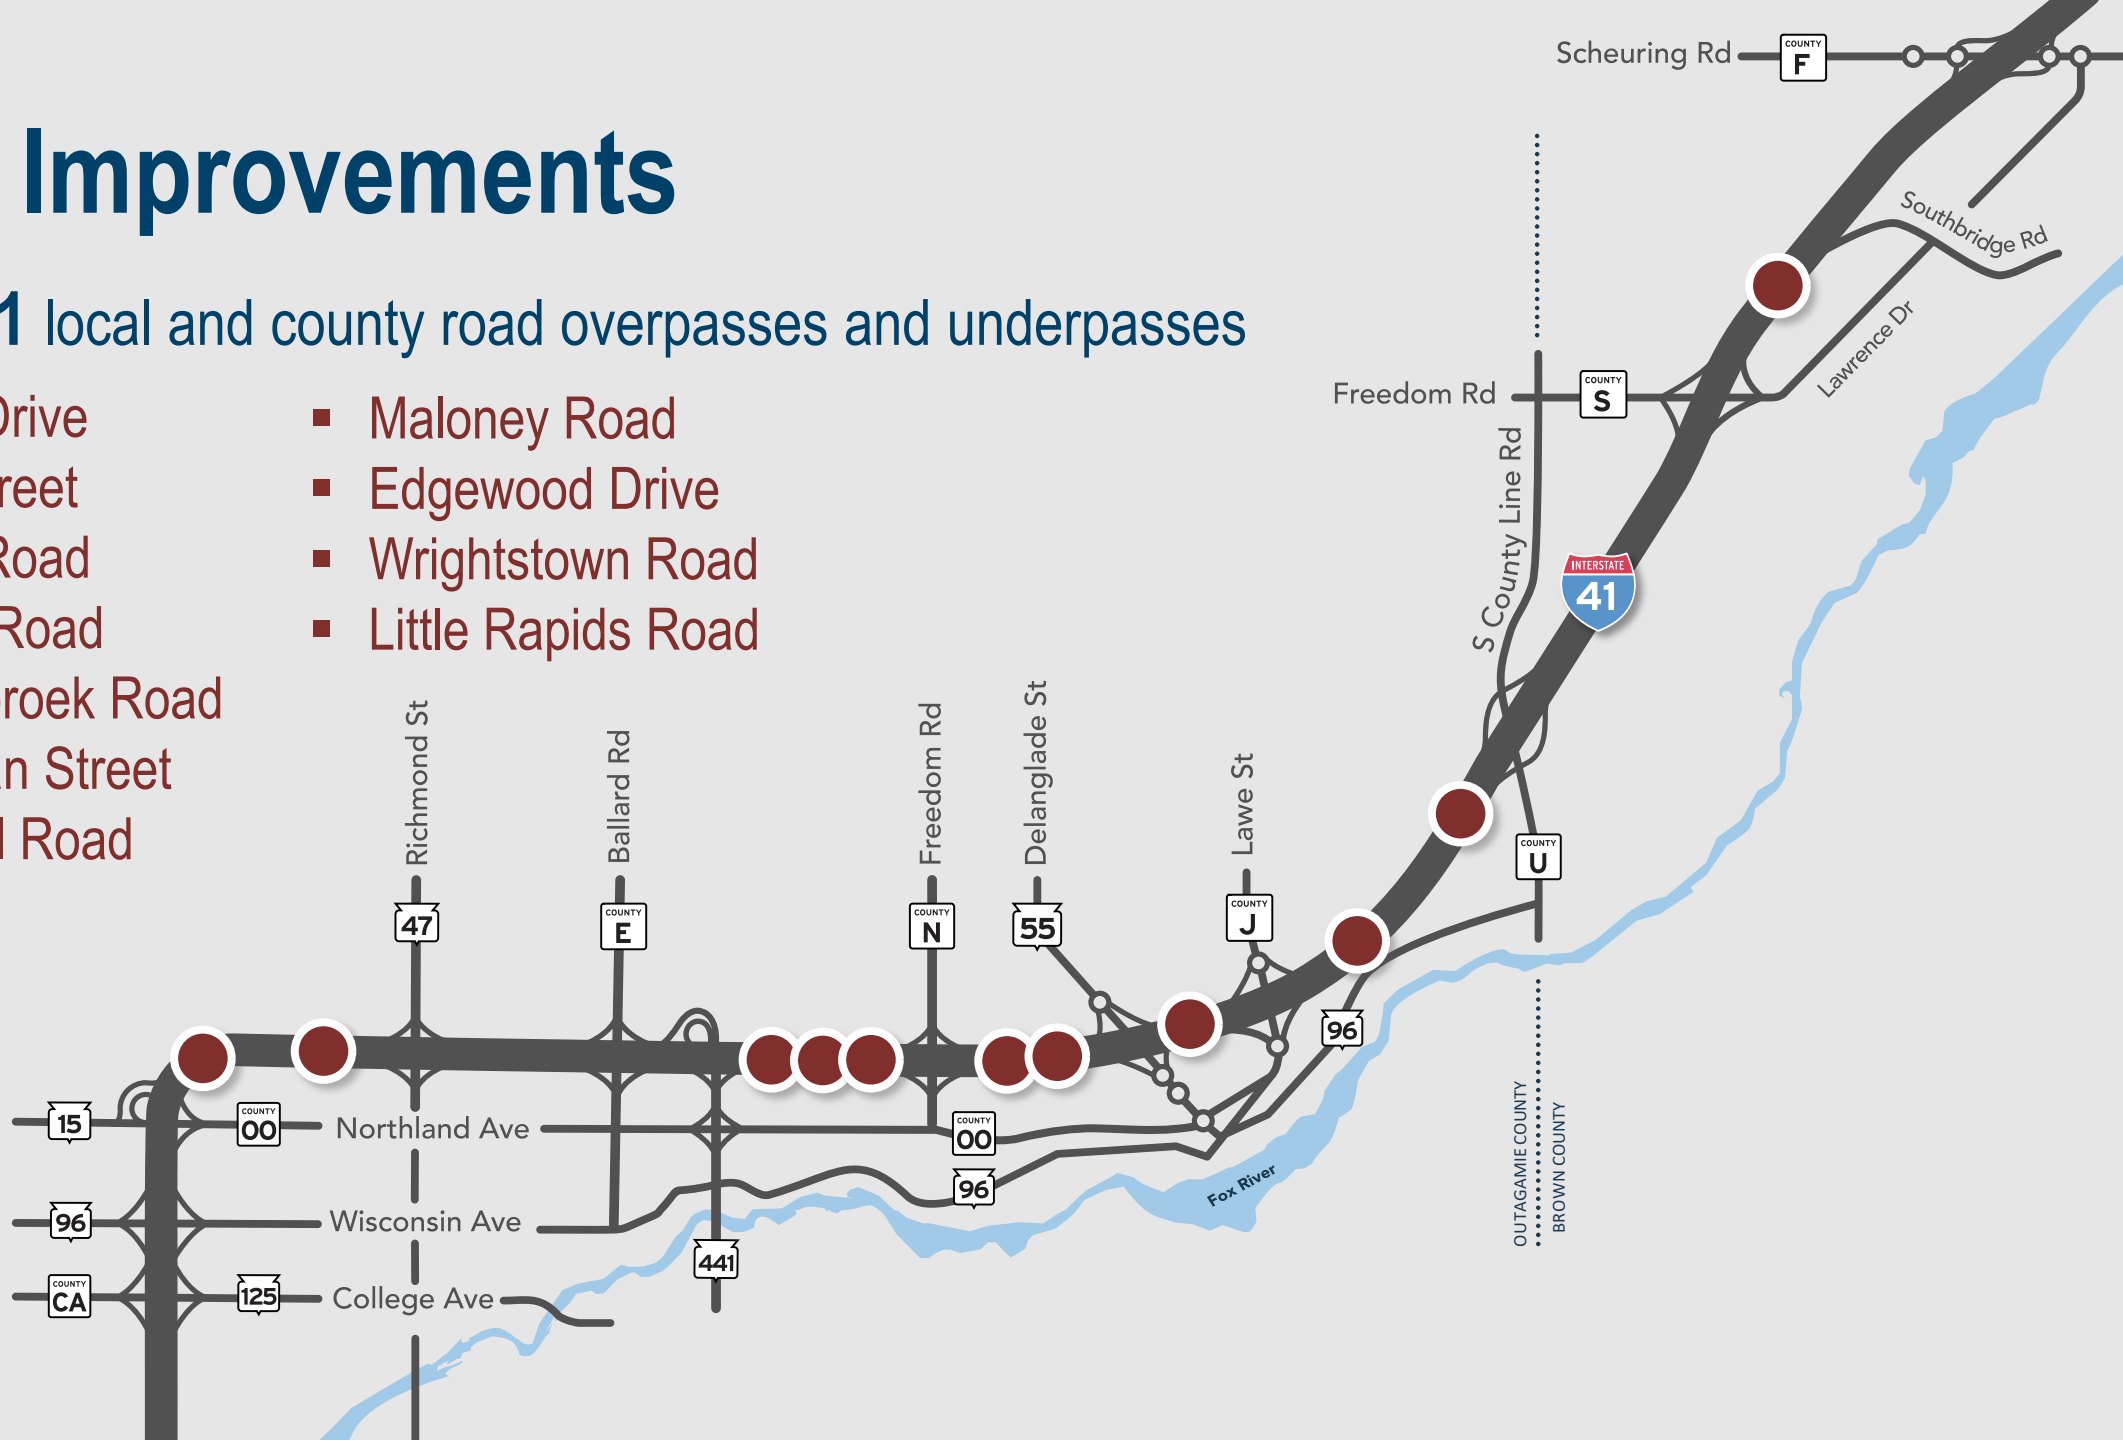 Improvements
1 local and county road overpasses and underpasses
Drive
reet
Road
Road
roek Road
an Street
Road
Maloney Road
Edgewood Drive
Wrightstown Road
Little Rapids Road
Scheuring Rd
COUNTY
F
Southbridge Rd
Lawrence Dr
Freedom Rd
COUNTY
S
S County Line Rd
INTERSTATE
41
COUNTY
U
Richmond St
47
Ballard Rd
COUNTY
E
Freedom Rd
COUNTY
N
Delanglade St
55
Lawe St
COUNTY
J
96
15
COUNTY
OO
Northland Ave
COUNTY
OO
96
Wisconsin Ave
96
441
COUNTY
CA
125
College Ave
Fox River
OUTAGAMIE COUNTY
BROWN COUNTY